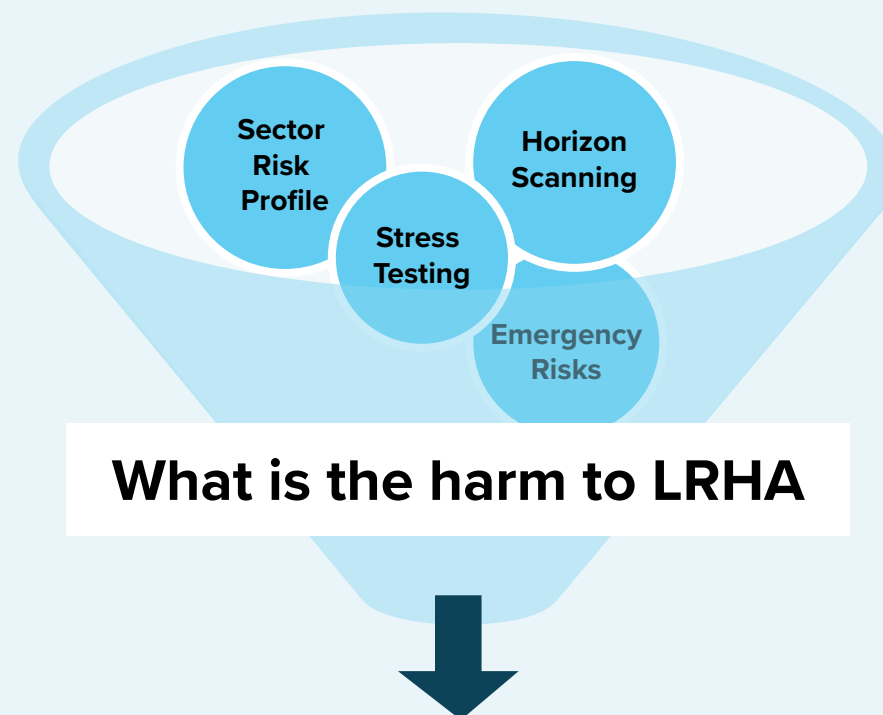 Sector
Risk
Profile
Horizon
Scanning
Stress
Testing
Emergency
Risks
What is the harm to LRHA